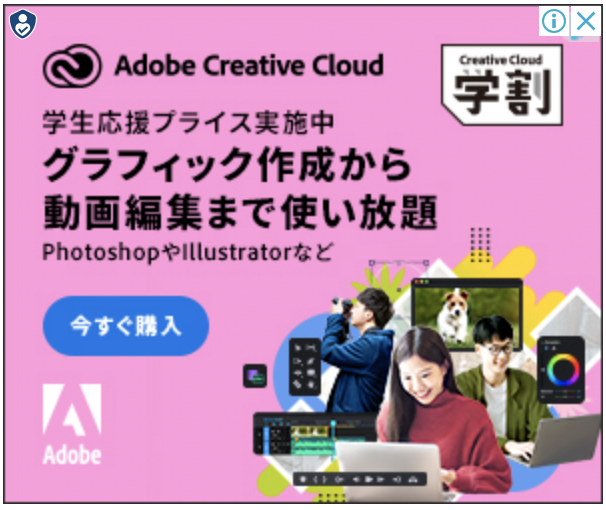 Adobe Creative Cloud
Creative Cloud
学割
学生応援プライス実施中
グラフィック作成から
動画編集まで使い放題
PhotoshopやIllustratorなど
今すぐ購入
Adobe